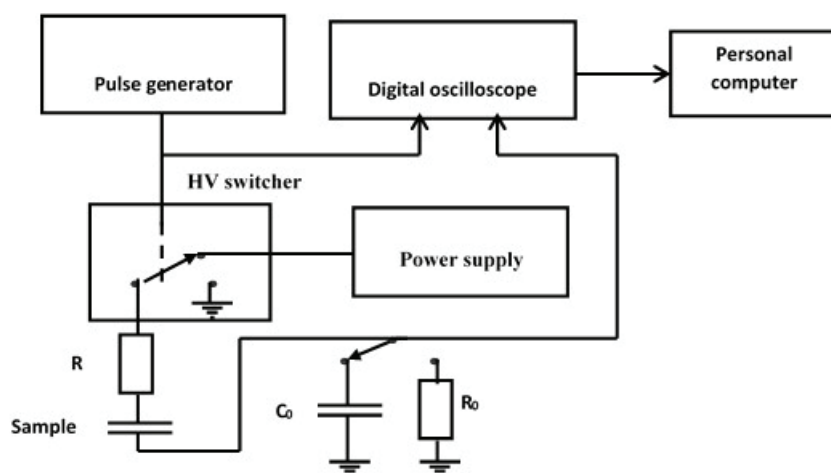 Pulse generator
Digital oscilloscope
Personal
computer
HV switcher
Power supply
R
Sample
C₀
R₀